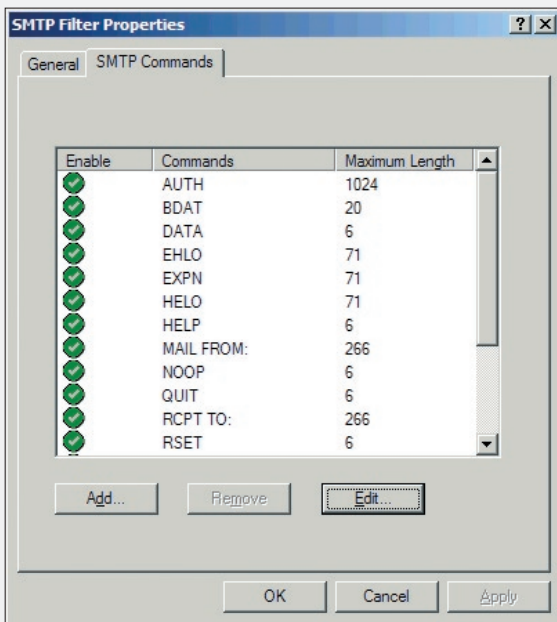 SMTP Filter Properties
? X
General SMTP Commands
Enable Commands Maximum Length
AUTH 1024
BDAT 20
DATA 6
EHLO 71
EXPN 71
HELO 71
HELP 6
MAIL FROM: 266
NOOP 6
QUIT 6
RCPT TO: 266
RSET 6
Add... Remove Edit...
OK Cancel Apply